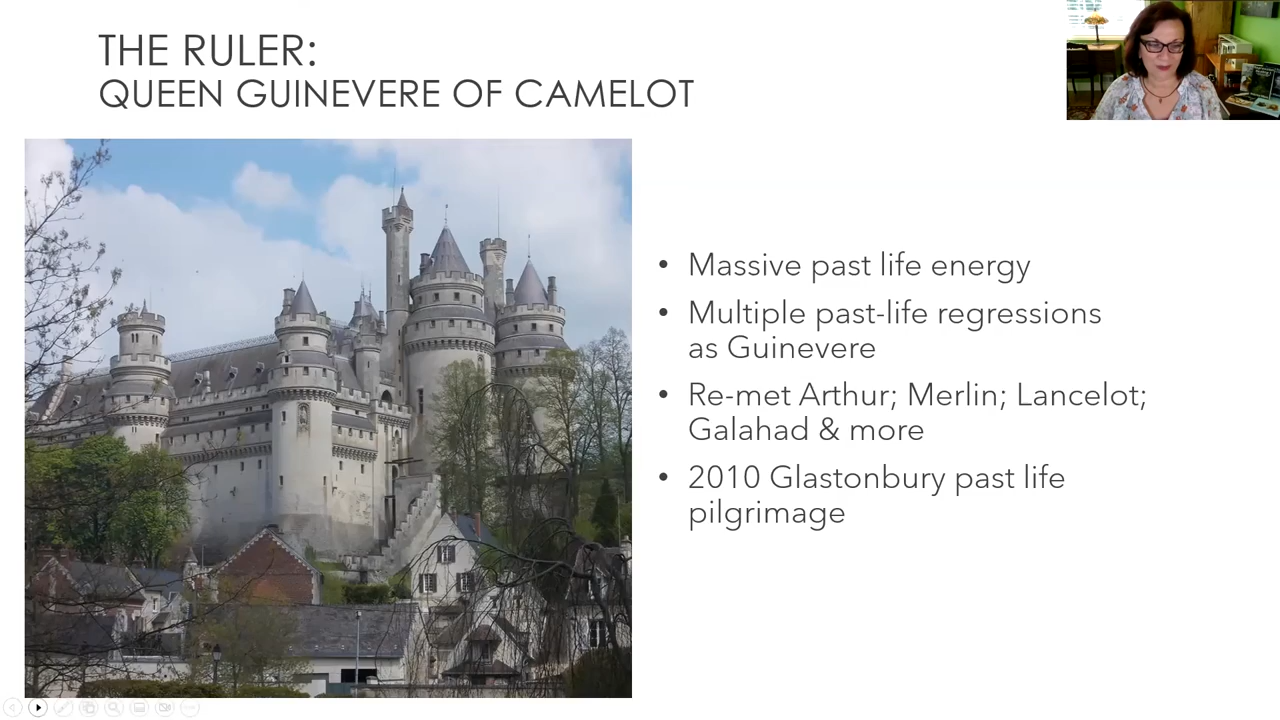 THE RULER:
QUEEN GUINEVERE OF CAMELOT
• Massive past life energy
• Multiple past-life regressions
as Guinevere
• Re-met Arthur; Merlin; Lancelot;
Galahad & more
• 2010 Glastonbury past life
pilgrimage